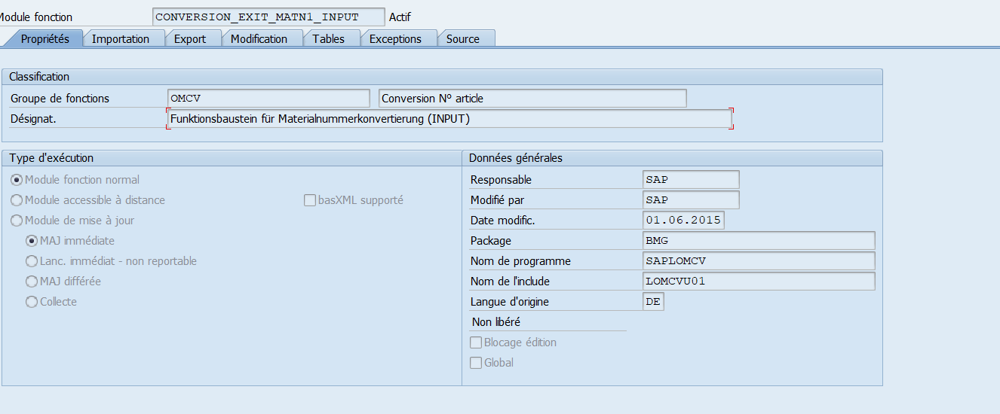 Module fonction CONVERSION_EXIT_MATN1_INPUT Actif
Propriétés Importation Export Modification Tables Exceptions Source
Classification
Groupe de fonctions OMCV Conversion Nº article
Désignat. Funktionsbaustein für Materialnummerkonvertierung (INPUT)
Type d'exécution
Module fonction normal
Module accessible à distance basXML supporté
Module de mise à jour
MAJ immédiate
Lanc. immédiat - non reportable
MAJ différée
Collecte
Données générales
Responsable SAP
Modifié par SAP
Date modific. 01.06.2015
Package BMG
Nom de programme SAPLOMCV
Nom de l'include LOMCVU01
Langue d'origine DE
Non libéré
Blocage édition
Global